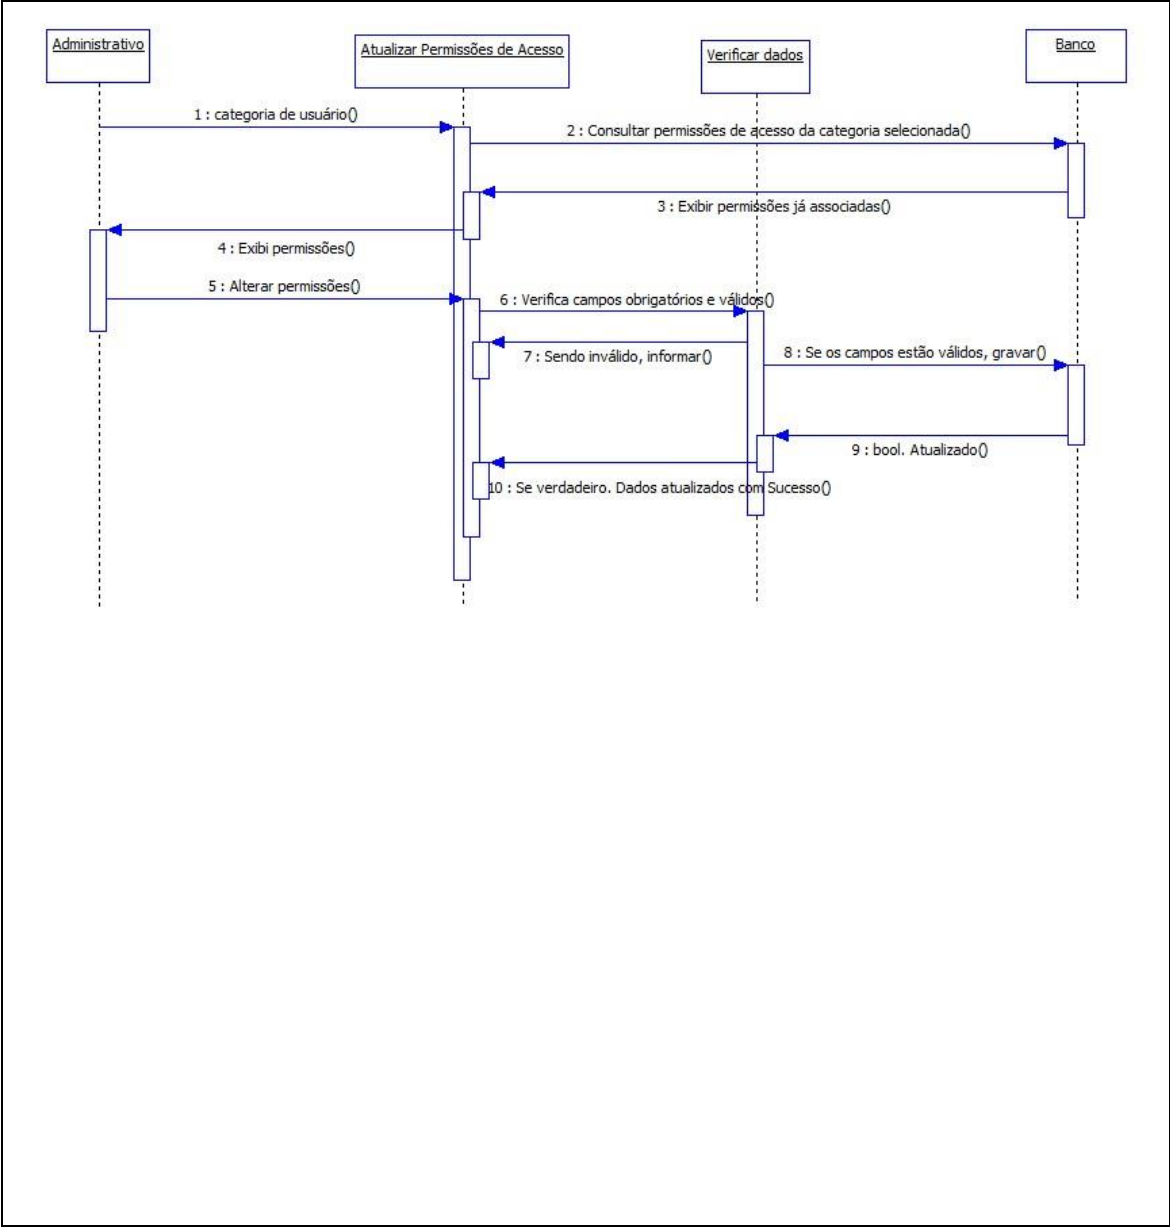 Administrativo
Atualizar Permissões de Acesso
Verificar dados
Banco
1 : categoria de usuário()
2 : Consultar permissões de acesso da categoria selecionada()
3 : Exibir permissões já associadas()
4 : Exibi permissões()
5 : Alterar permissões()
6 : Verifica campos obrigatórios e válidos()
7 : Sendo inválido, informar()
8 : Se os campos estão válidos, gravar()
9 : bool. Atualizado()
10 : Se verdadeiro. Dados atualizados com Sucesso()